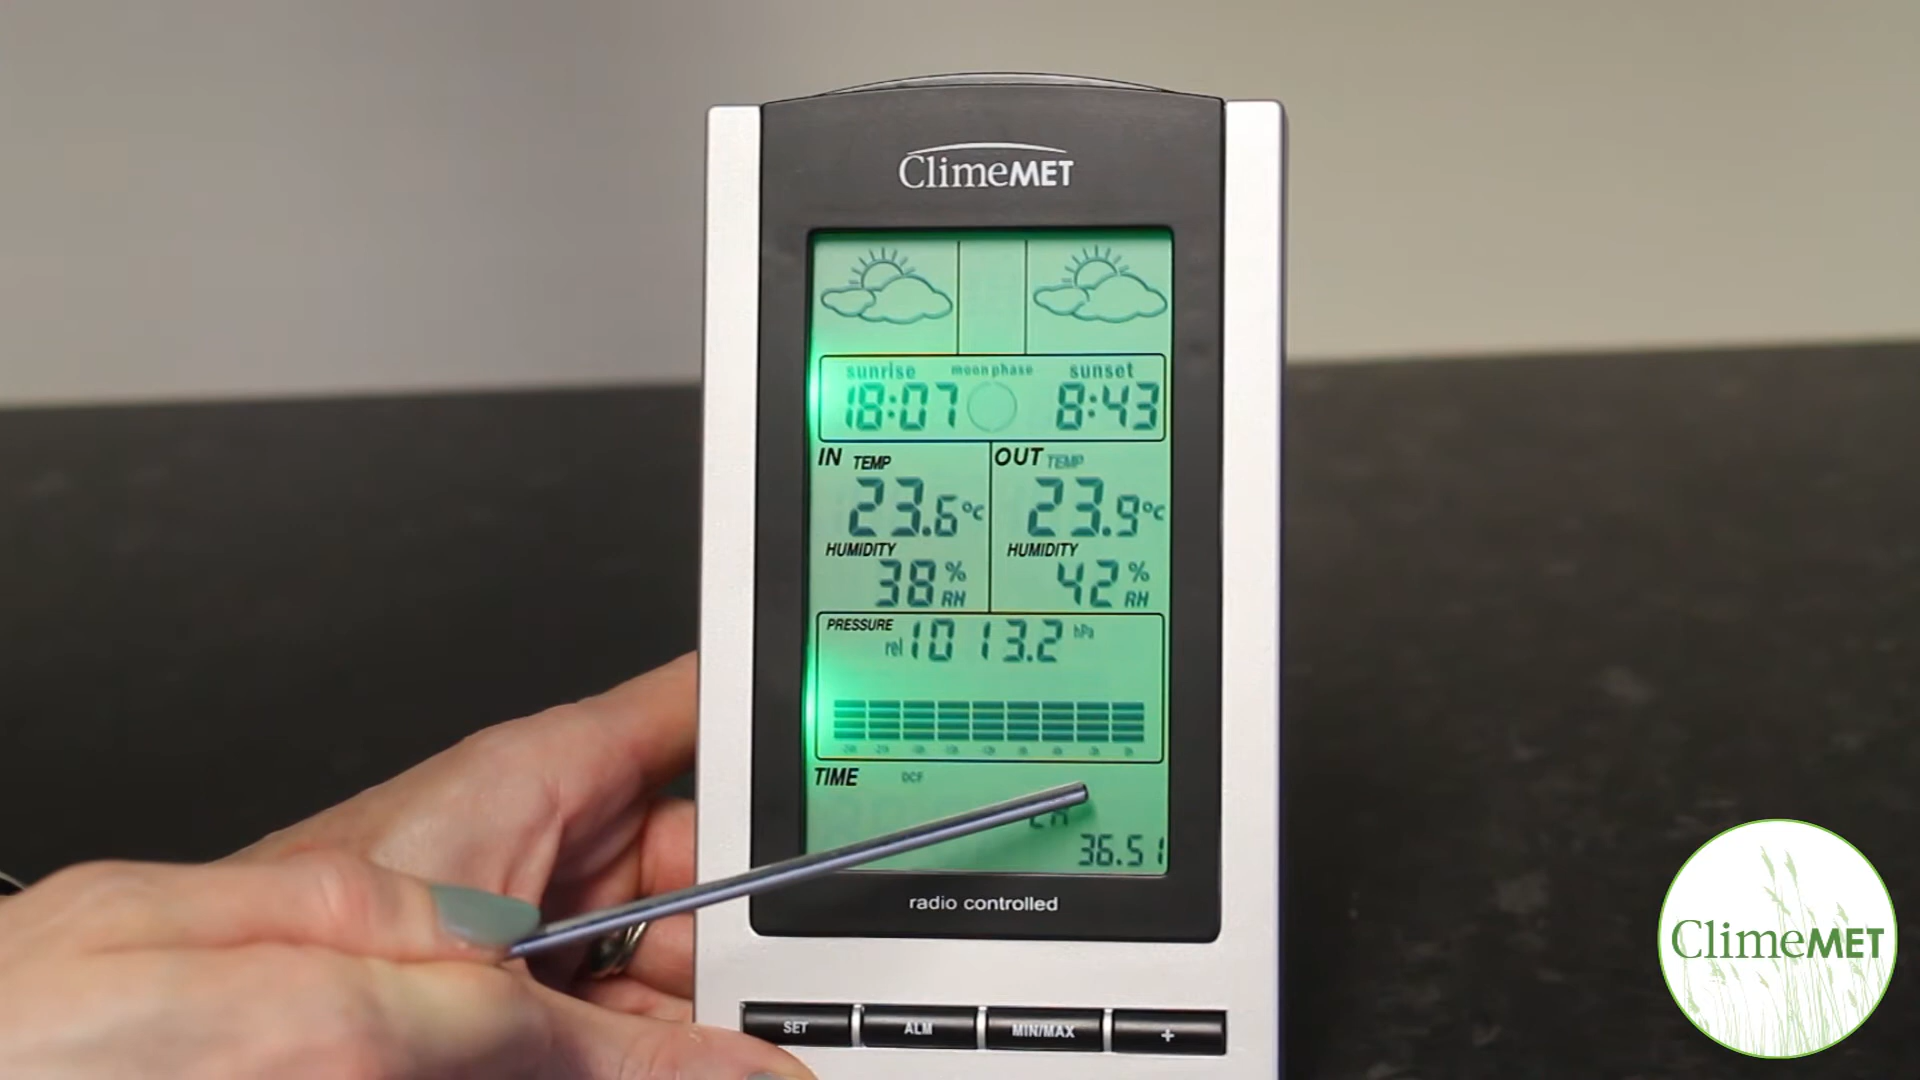 ClimeMET
sunrise moon phase sunset
18:07 8:43
IN TEMP OUT TEMP
23.6°C 23.9°C
HUMIDITY HUMIDITY
38 % RH 42 % RH
PRESSURE
rel 1013.2 hPa
TIME DCF
36.51
radio controlled
SET ALM MIN/MAX +
ClimeMET